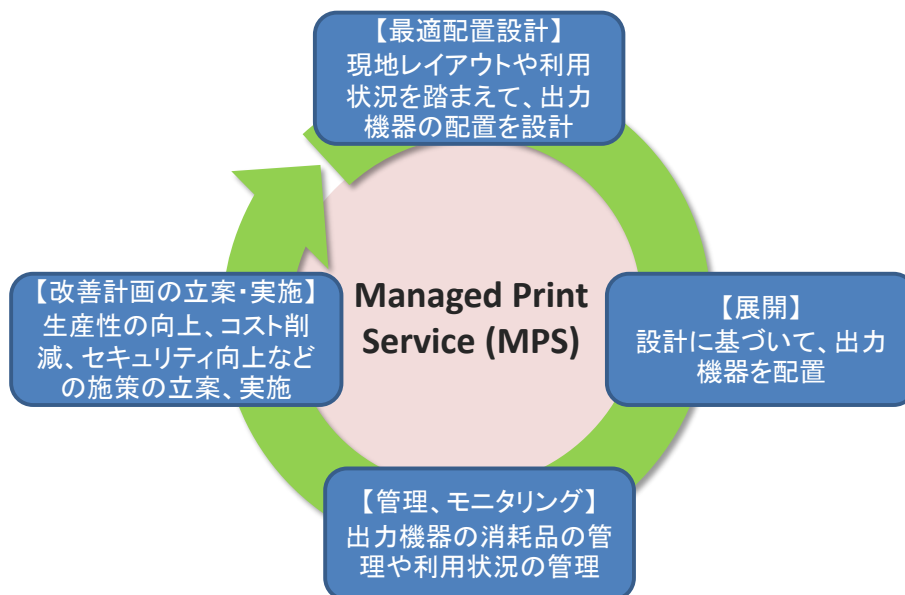 【最適配置設計】
現地レイアウトや利用
状況を踏まえて、出力
機器の配置を設計
【改善計画の立案・実施】
生産性の向上、コスト削
減、セキュリティ向上など
の施策の立案、実施
Managed Print
Service (MPS)
【展開】
設計に基づいて、出力
機器を配置
【管理、モニタリング】
出力機器の消耗品の管
理や利用状況の管理